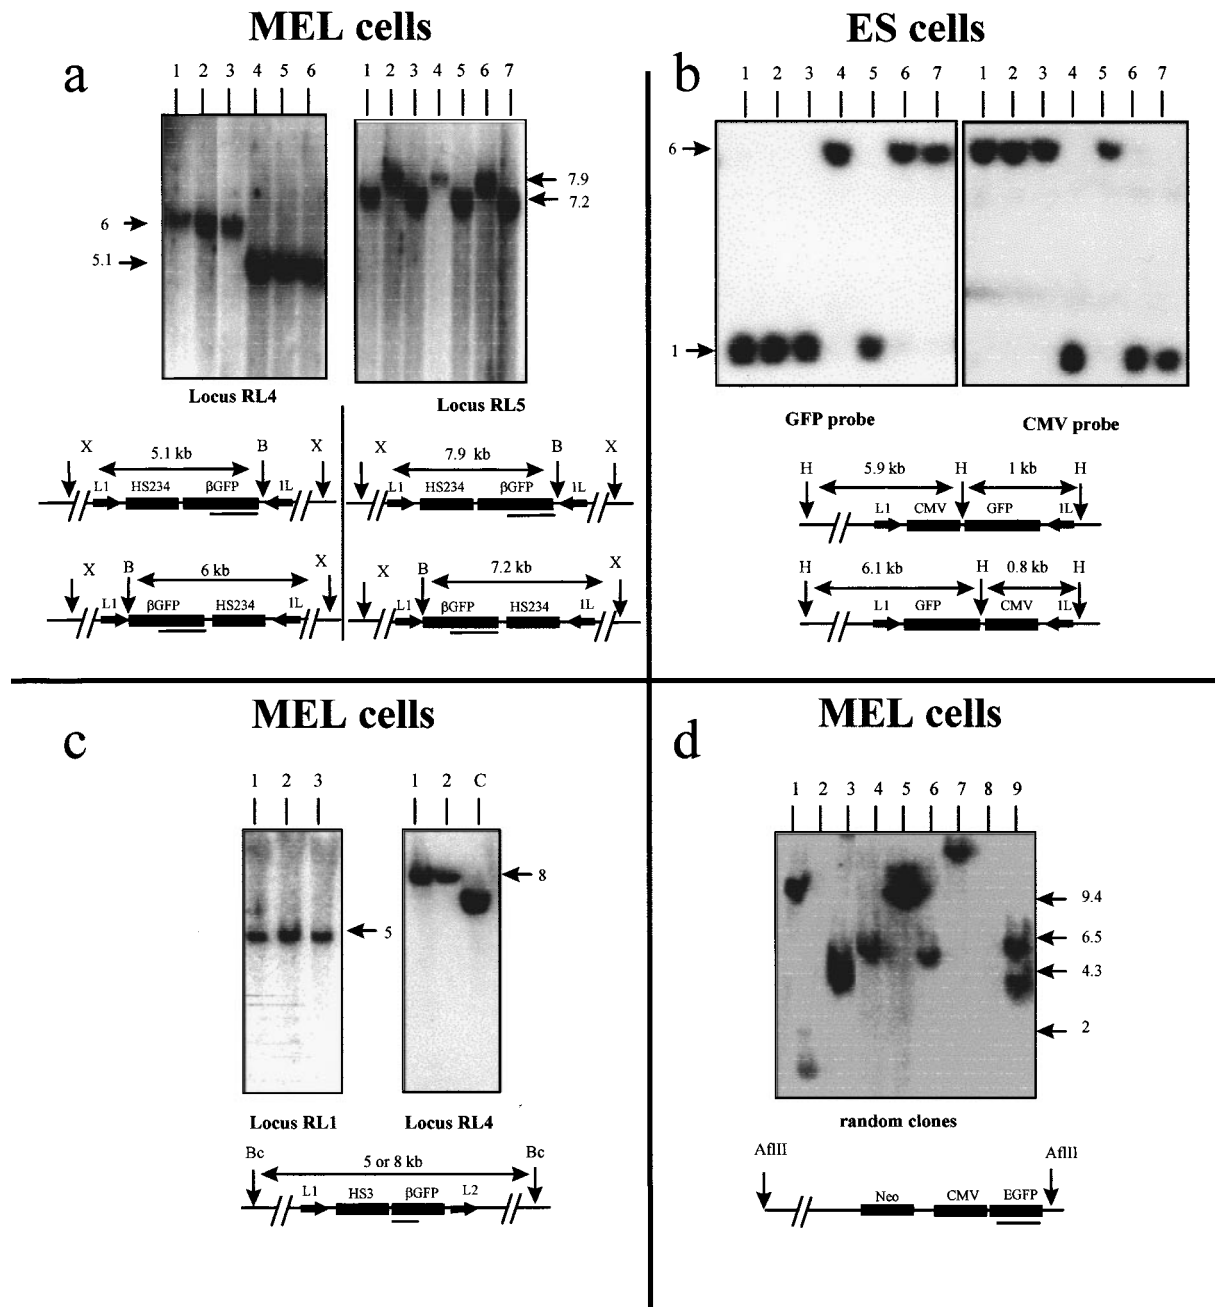 MEL cells
a
1 2 3 4 5 6
1 2 3 4 5 6 7
6
5.1
7.9
7.2
Locus RL4
Locus RL5
X 5.1 kb B X
L1 HS234 βGFP 1L
X 7.9 kb B X
L1 HS234 βGFP 1L
X B 6 kb X
L1 βGFP HS234 1L
X B 7.2 kb X
L1 βGFP HS234 1L
ES cells
b
1 2 3 4 5 6 7
1 2 3 4 5 6 7
6
1
GFP probe
CMV probe
H 5.9 kb H 1 kb H
L1 CMV GFP 1L
H 6.1 kb H 0.8 kb H
L1 GFP CMV 1L
MEL cells
c
1 2 3
1 2 C
8
5
Locus RL1
Locus RL4
Bc 5 or 8 kb Bc
L1 HS3 βGFP L2
MEL cells
d
1 2 3 4 5 6 7 8 9
9.4
6.5
4.3
2
random clones
AflII AflII
Neo CMV EGFP